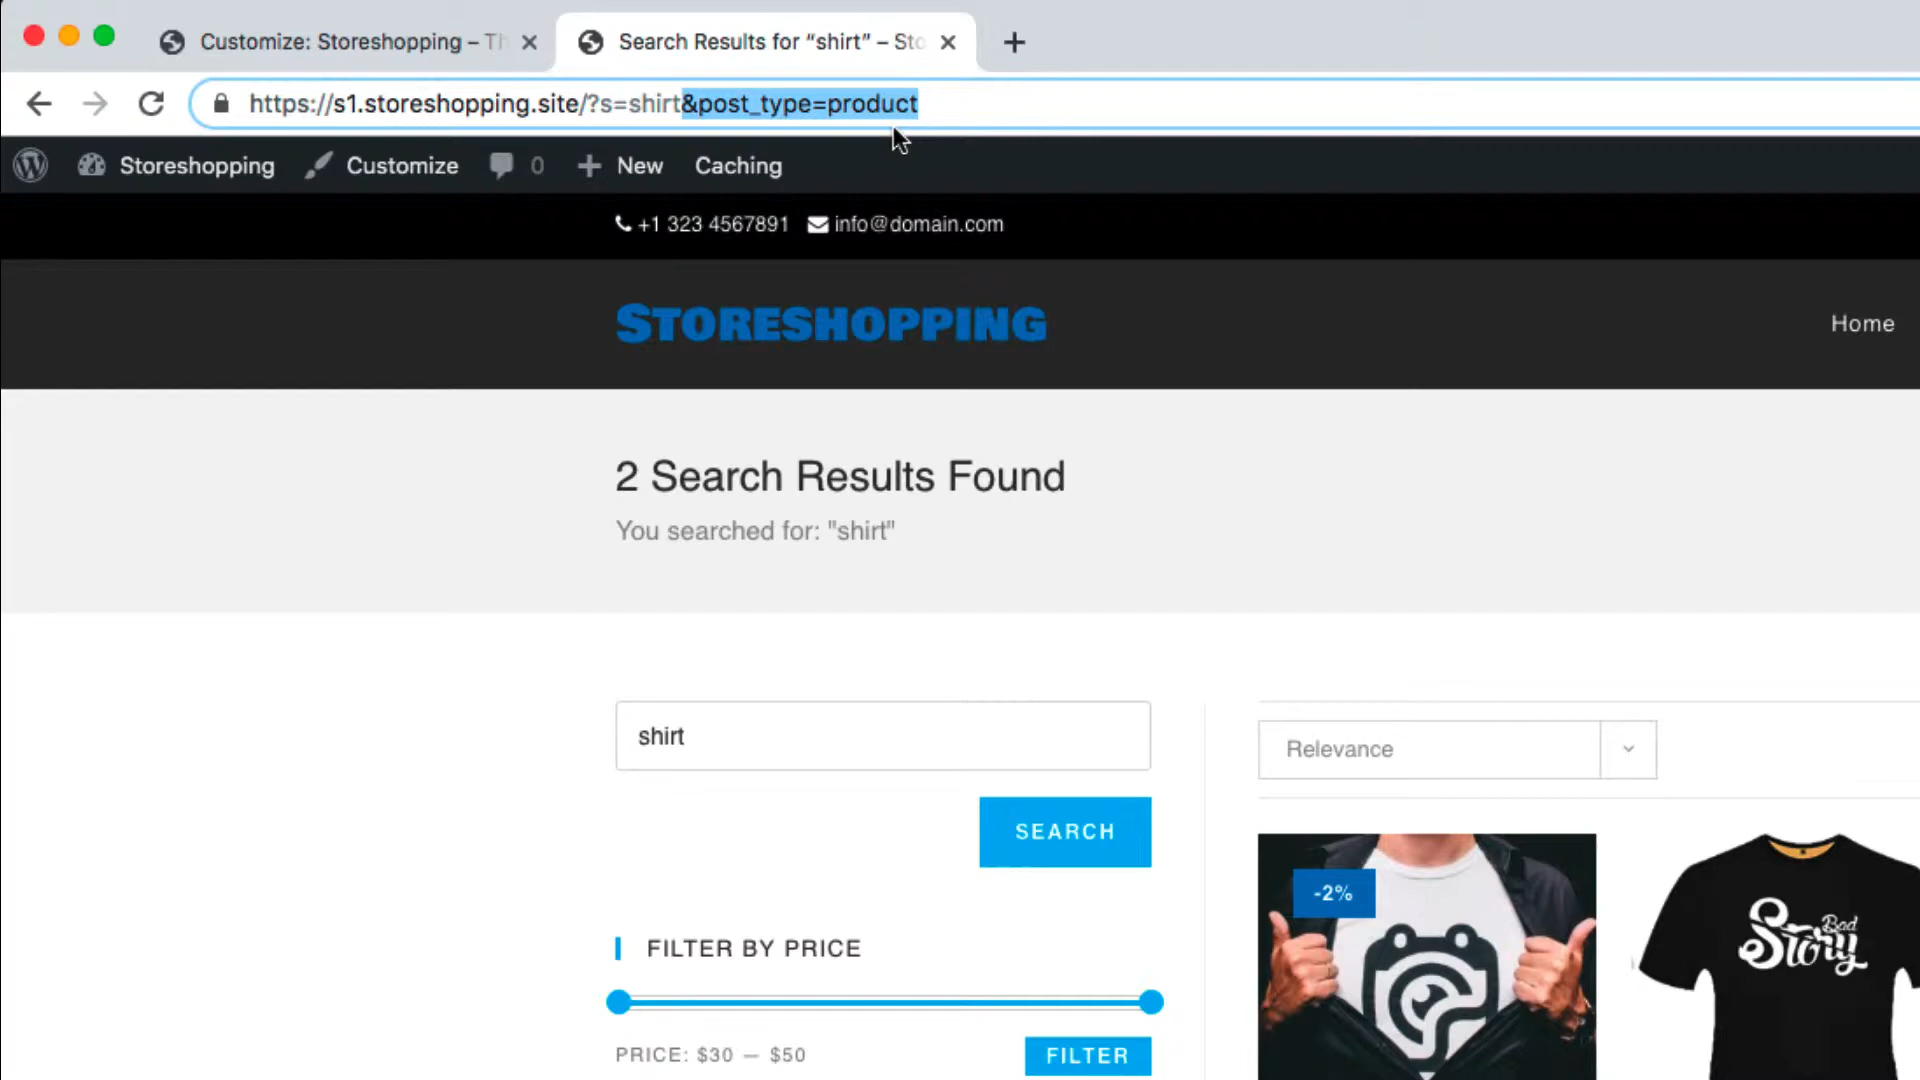 Customize: Storeshopping – Th
Search Results for “shirt” – Sto
https://s1.storeshopping.site/?s=shirt&post_type=product
Storeshopping Customize 0 New Caching
+1 323 4567891 info@domain.com
STORESHOPPING
Home
2 Search Results Found
You searched for: "shirt"
shirt
Relevance
SEARCH
-2%
Bad
Story
FILTER BY PRICE
PRICE: $30 — $50
FILTER